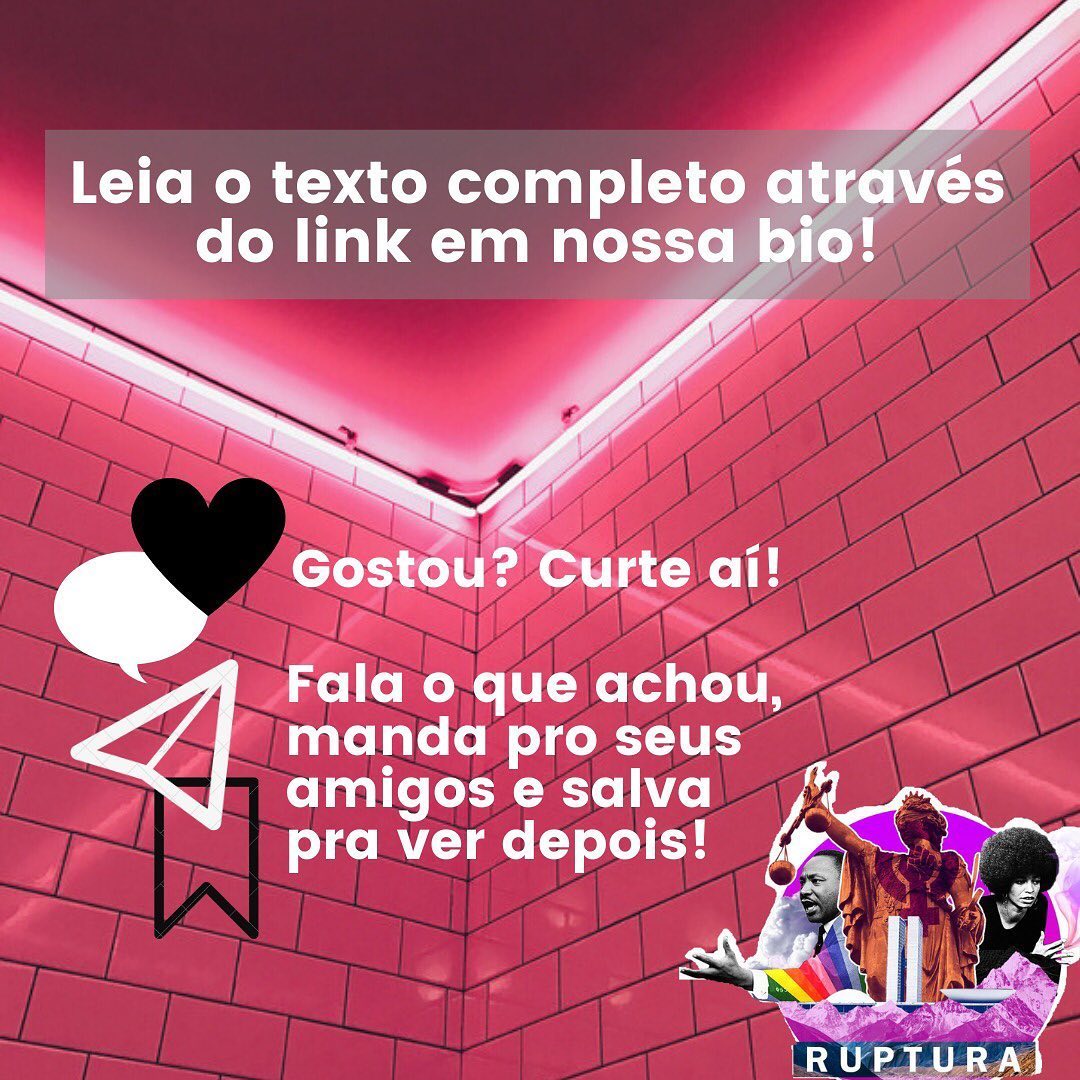 Leia o texto completo através
do link em nossa bio!
Gostou? Curte aí!
Fala o que achou,
manda pro seus
amigos e salva
pra ver depois!
RUPTURA